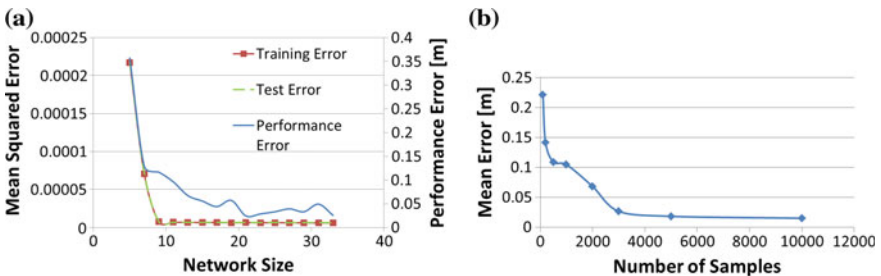 (a)
0.00025
0.0002
0.00015
0.0001
0.00005
0
Mean Squared Error
0.4
0.35
0.3
0.25
0.2
0.15
0.1
0.05
0
Performance Error [m]
Training Error
Test Error
Performance
Error
0 10 20 30 40
Network Size
(b)
0.25
0.2
0.15
0.1
0.05
0
Mean Error [m]
0 2000 4000 6000 8000 10000 12000
Number of Samples